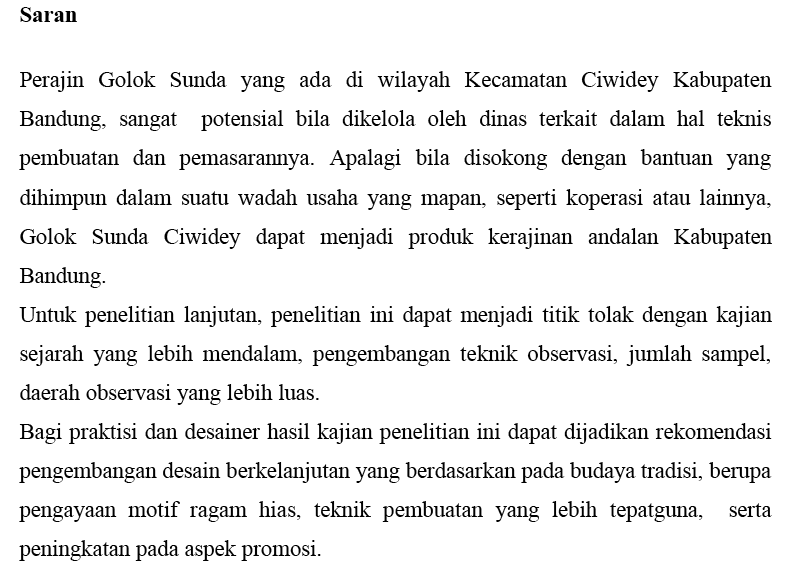 Saran
Perajin Golok Sunda yang ada di wilayah Kecamatan Ciwidey Kabupaten
Bandung, sangat  potensial bila dikelola oleh dinas terkait dalam hal teknis
pembuatan dan pemasarannya. Apalagi bila disokong dengan bantuan yang
dihimpun dalam suatu wadah usaha yang mapan, seperti koperasi atau lainnya,
Golok Sunda Ciwidey dapat menjadi produk kerajinan andalan Kabupaten
Bandung.
Untuk penelitian lanjutan, penelitian ini dapat menjadi titik tolak dengan kajian
sejarah yang lebih mendalam, pengembangan teknik observasi, jumlah sampel,
daerah observasi yang lebih luas.
Bagi praktisi dan desainer hasil kajian penelitian ini dapat dijadikan rekomendasi
pengembangan desain berkelanjutan yang berdasarkan pada budaya tradisi, berupa
pengayaan motif ragam hias, teknik pembuatan yang lebih tepatguna,  serta
peningkatan pada aspek promosi.